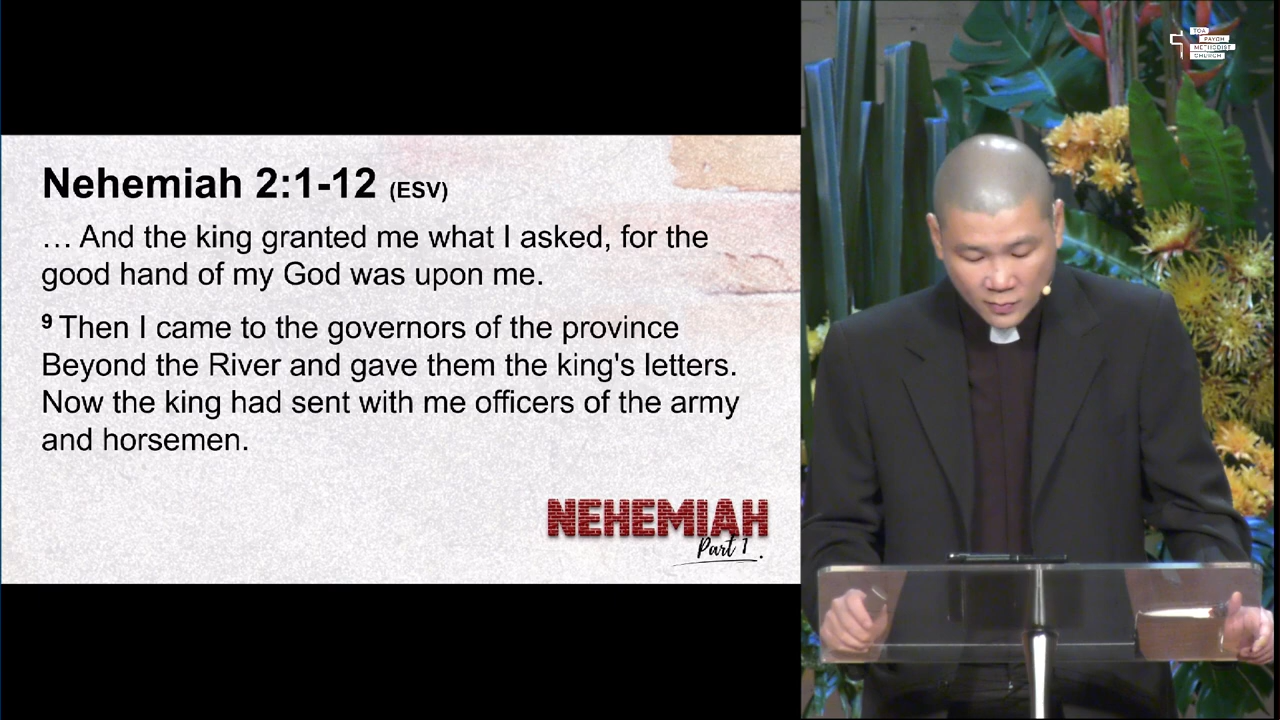 Nehemiah 2:1-12 (ESV)
… And the king granted me what I asked, for the
good hand of my God was upon me.
9 Then I came to the governors of the province
Beyond the River and gave them the king's letters.
Now the king had sent with me officers of the army
and horsemen.
NEHEMIAH
Part 1
TOA
PAYOH
METHODIST
CHURCH